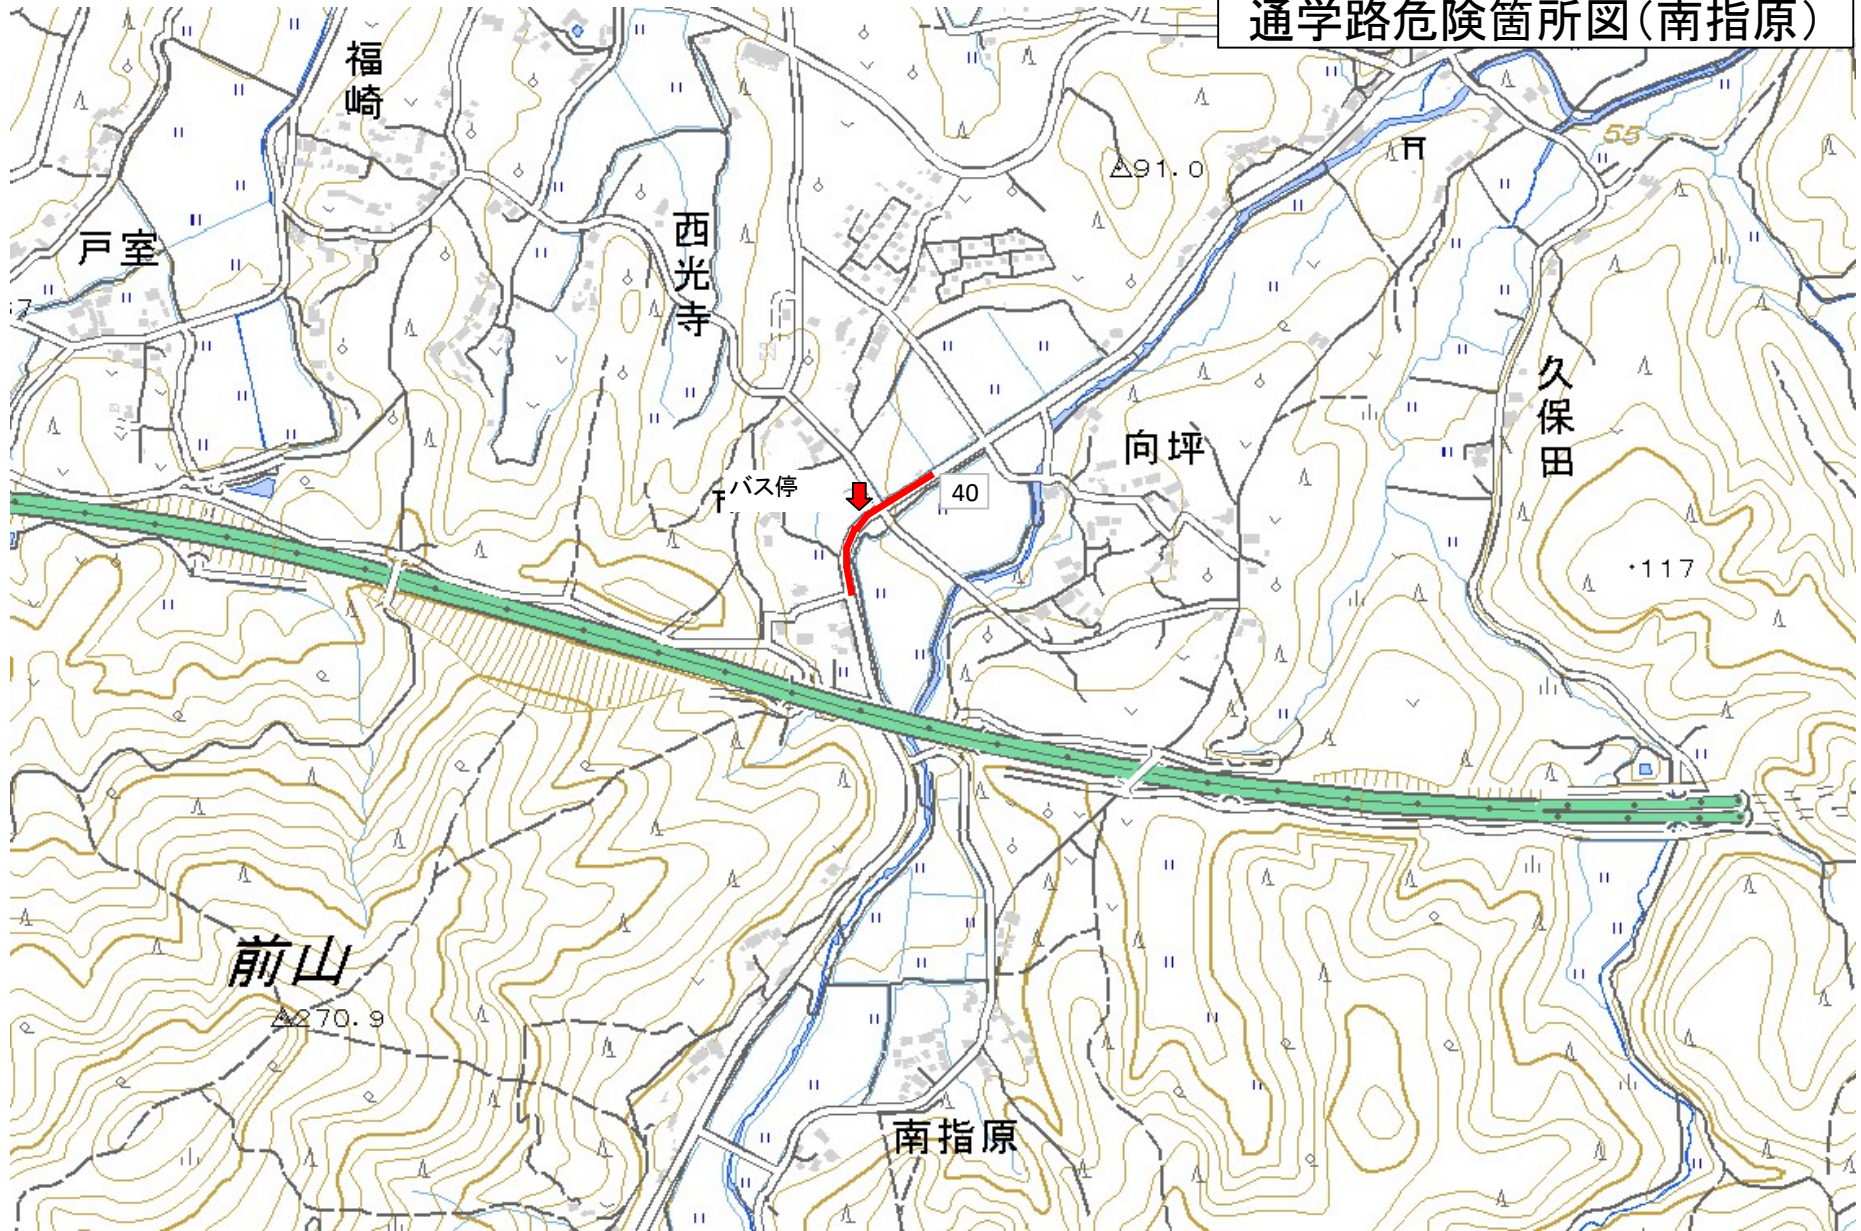 通学路危険箇所図（南指原）
福崎
55
91.0
戸室
西光寺
久保田
向坪
バス停
40
117
前山
270.9
南指原